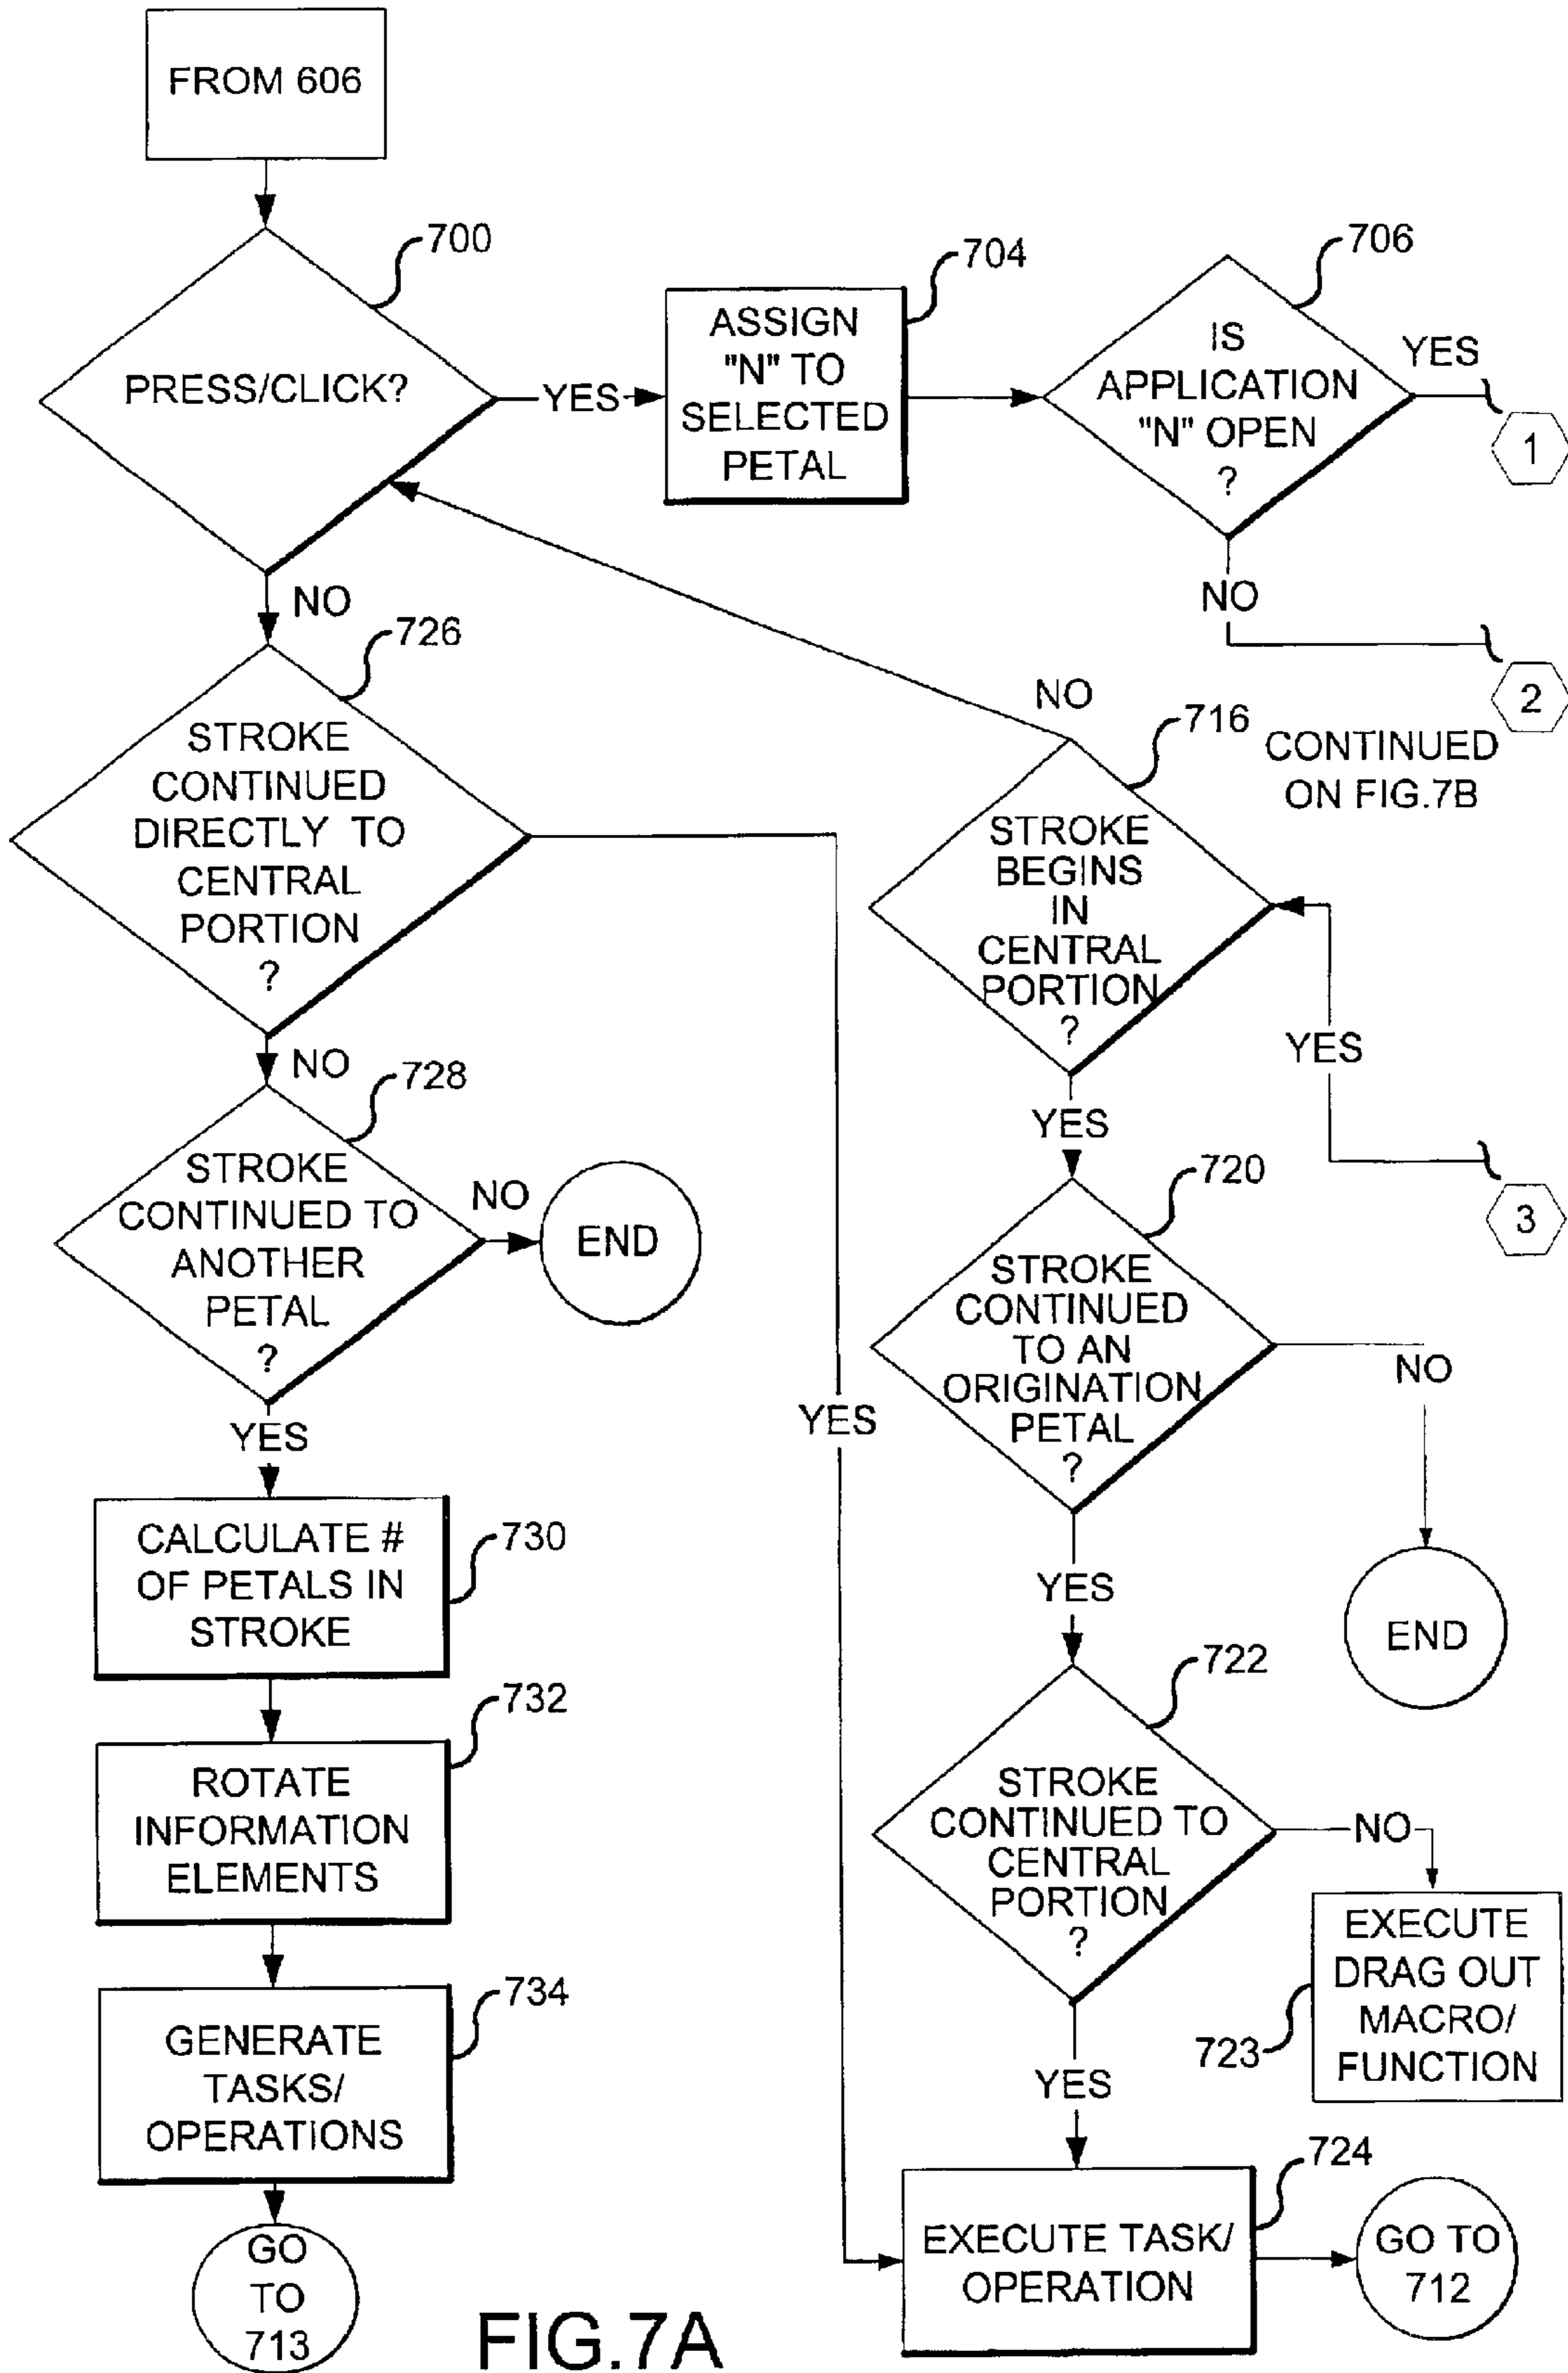 FROM 606
700
PRESS/CLICK?
YES
704
ASSIGN
"N" TO
SELECTED
PETAL
706
IS
APPLICATION
"N" OPEN
?
YES
1
NO
2
CONTINUED
ON FIG.7B
NO
726
STROKE
CONTINUED
DIRECTLY TO
CENTRAL
PORTION
?
NO
YES
728
STROKE
CONTINUED TO
ANOTHER
PETAL
?
NO
END
YES
730
CALCULATE #
OF PETALS IN
STROKE
732
ROTATE
INFORMATION
ELEMENTS
734
GENERATE
TASKS/
OPERATIONS
GO
TO
713
NO
716
STROKE
BEGINS
IN
CENTRAL
PORTION
?
YES
3
YES
720
STROKE
CONTINUED
TO AN
ORIGINATION
PETAL
?
NO
END
YES
722
STROKE
CONTINUED TO
CENTRAL
PORTION
?
NO
EXECUTE
DRAG OUT
MACRO/
FUNCTION
723
YES
724
EXECUTE TASK/
OPERATION
GO TO
712
FIG.7A